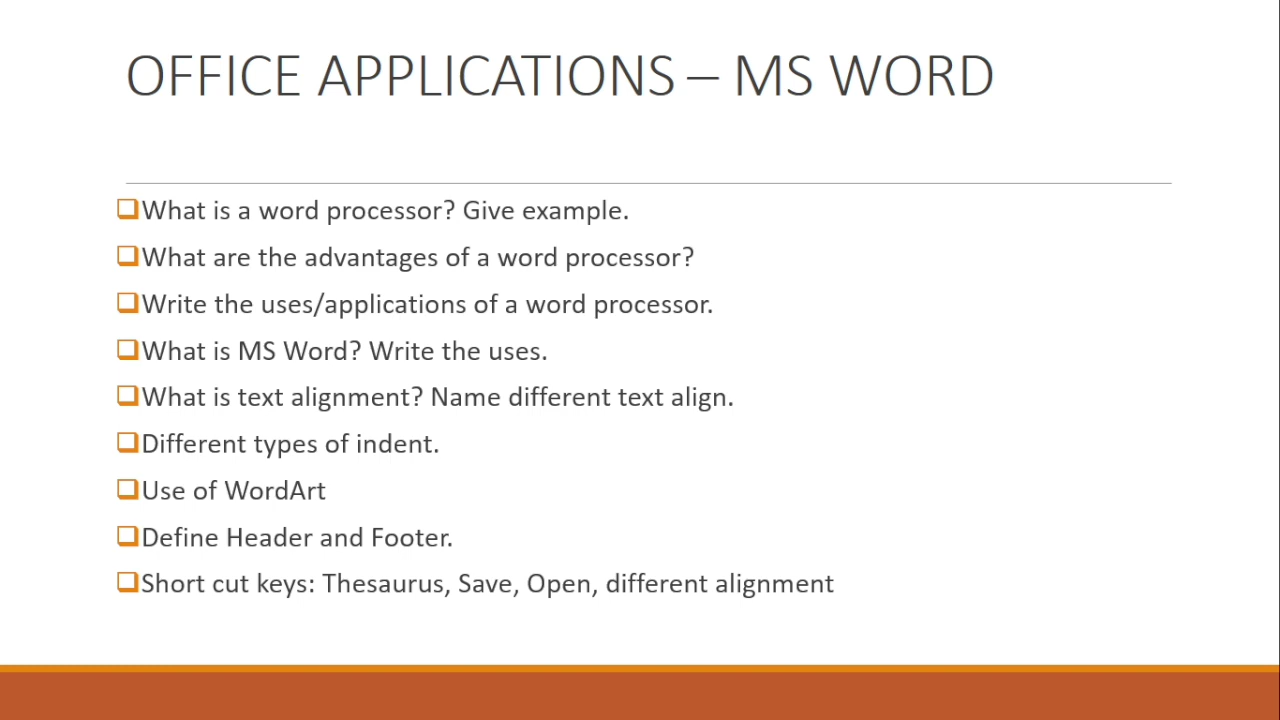 OFFICE APPLICATIONS – MS WORD
What is a word processor? Give example.
What are the advantages of a word processor?
Write the uses/applications of a word processor.
What is MS Word? Write the uses.
What is text alignment? Name different text align.
Different types of indent.
Use of WordArt
Define Header and Footer.
Short cut keys: Thesaurus, Save, Open, different alignment